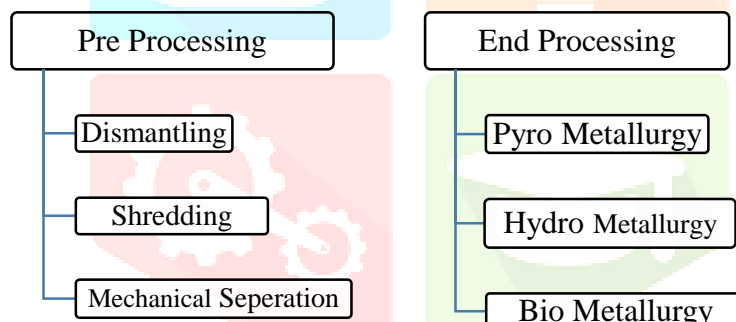 Pre Processing
Dismantling
Shredding
Mechanical Seperation
End Processing
Pyro Metallurgy
Hydro Metallurgy
Bio Metallurgy